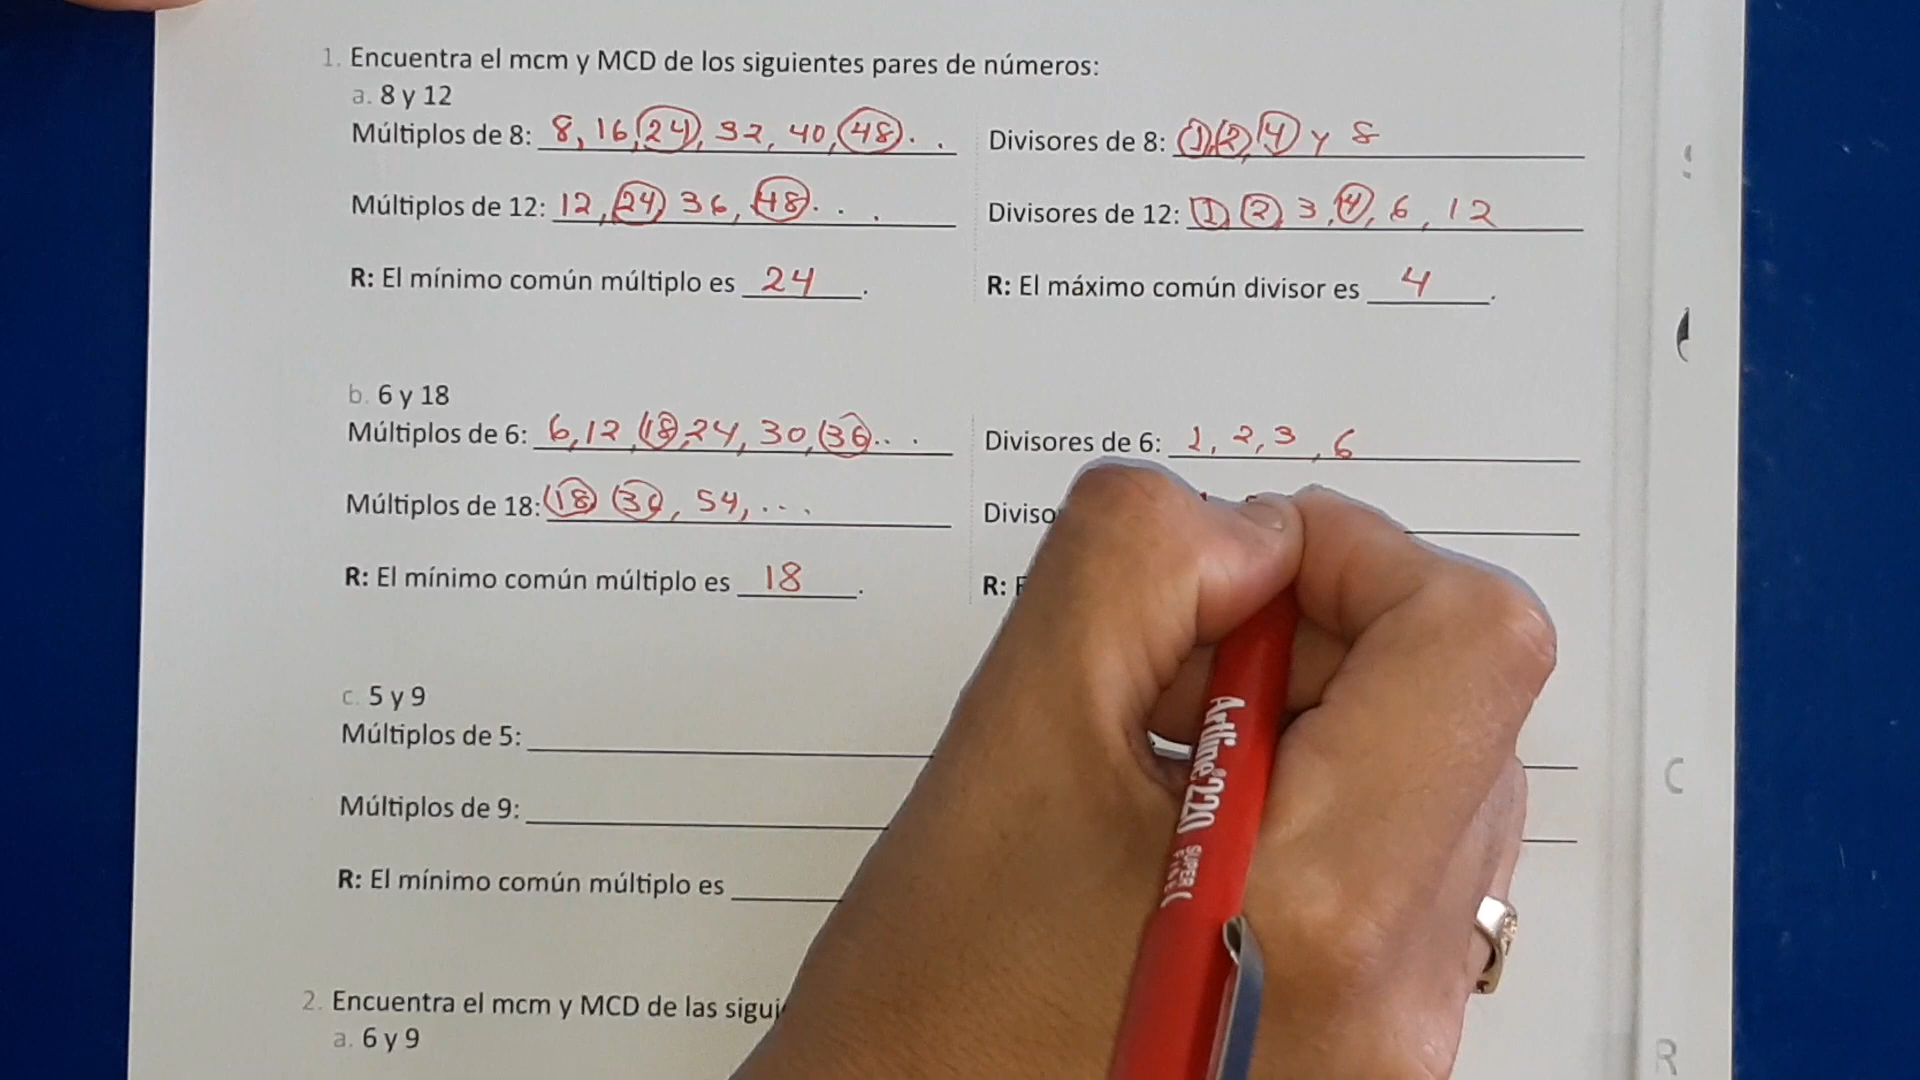 1. Encuentra el mcm y MCD de los siguientes pares de números:
a. 8 y 12
Múltiplos de 8: 8, 16, 24, 32, 40, 48. . .
Divisores de 8: 1, 2, 4 y 8
Múltiplos de 12: 12, 24 36, 48. . .
Divisores de 12: 1, 2 3, 4, 6, 12
R: El mínimo común múltiplo es 24.
R: El máximo común divisor es 4.
b. 6 y 18
Múltiplos de 6: 6, 12, 18, 24, 30, 36. . .
Divisores de 6: 1, 2, 3, 6
Múltiplos de 18: 18 36, 54, . . .
R: El mínimo común múltiplo es 18.
R:
c. 5 y 9
Múltiplos de 5:
Múltiplos de 9:
R: El mínimo común múltiplo es
2. Encuentra el mcm y MCD de las
a. 6 y 9
Artline 220 SUPER
C
R